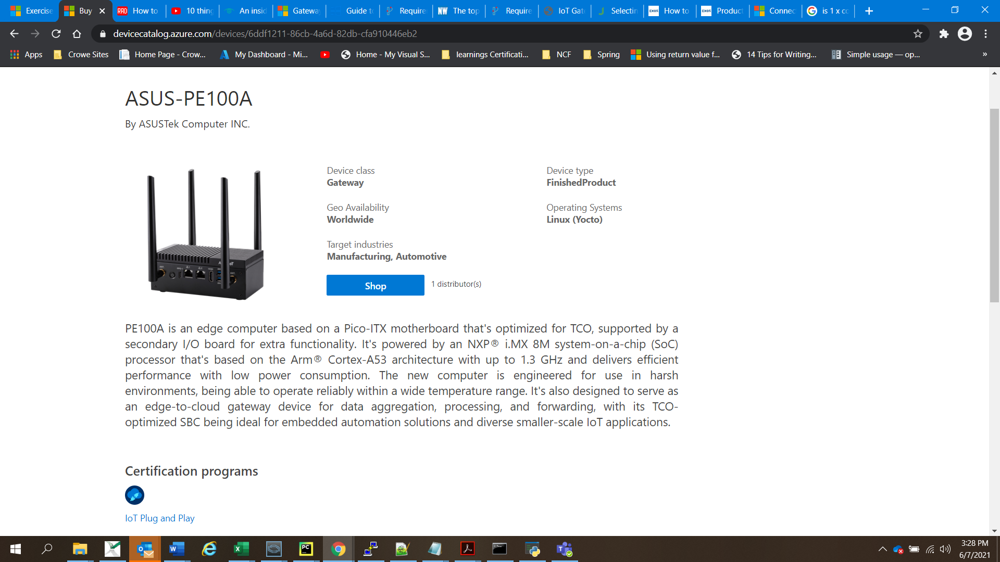 Exercise
Buy
RAD
How to
10 thing
An insid
Gatewa
Guide to
Require
NW
The top
Require
IoT Gat
Selectin
EXOR
How to
EXOR
Product
Connec
is 1 x co
devicecatalog.azure.com/devices/6ddf1211-86cb-4a6d-82db-cfa910446eb2
Apps
Crowe Sites
Home Page - Crow...
My Dashboard - Mi...
Home - My Visual S...
learnings Certificati...
NCF
Spring
Using return value f...
14 Tips for Writing...
Simple usage — op...
»
ASUS-PE100A
By ASUSTek Computer INC.
Device class
Gateway
Device type
FinishedProduct
Geo Availability
Worldwide
Operating Systems
Linux (Yocto)
Target industries
Manufacturing, Automotive
Shop
1 distributor(s)
PE100A is an edge computer based on a Pico-ITX motherboard that's optimized for TCO, supported by a
secondary I/O board for extra functionality. It's powered by an NXP® i.MX 8M system-on-a-chip (SoC)
processor that's based on the Arm® Cortex-A53 architecture with up to 1.3 GHz and delivers efficient
performance with low power consumption. The new computer is engineered for use in harsh
environments, being able to operate reliably within a wide temperature range. It's also designed to serve as
an edge-to-cloud gateway device for data aggregation, processing, and forwarding, with its TCO-
optimized SBC being ideal for embedded automation solutions and diverse smaller-scale IoT applications.
Certification programs
IoT Plug and Play
3:28 PM
6/7/2021